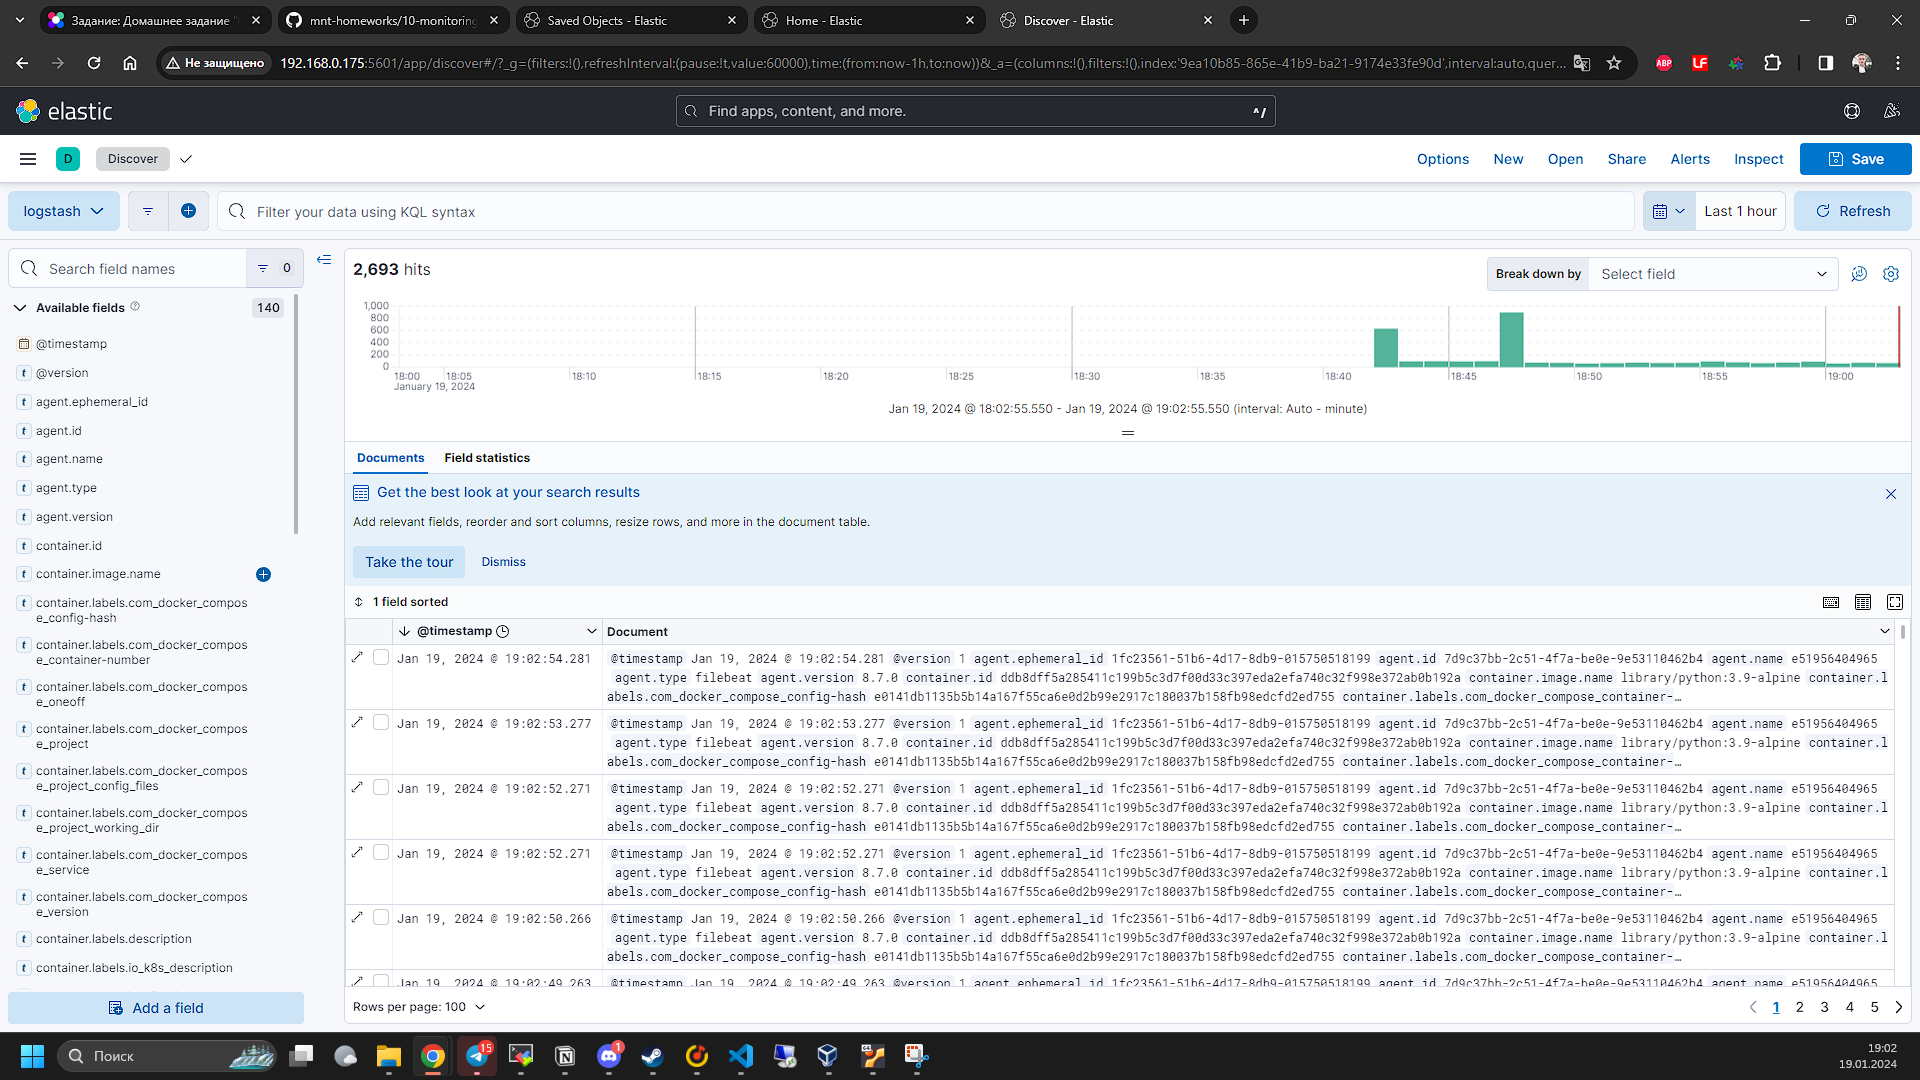 Задание: Домашнее задание "
mnt-homeworks/10-monitoring
Saved Objects - Elastic
Home - Elastic
Discover - Elastic
Не защищено
192.168.0.175:5601/app/discover#/?_g=(filters:!(),refreshInterval:(pause:!t,value:60000),time:(from:now-1h,to:now))&_a=(columns:!(),filters:!(),index:'9ea10b85-865e-41b9-ba21-9174e33fe90d',interval:auto,quer...
ABP
LF
elastic
Find apps, content, and more.
^/
D
Discover
Options
New
Open
Share
Alerts
Inspect
Save
logstash
Filter your data using KQL syntax
Last 1 hour
Refresh
Search field names
0
Available fields
140
@timestamp
t @version
t agent.ephemeral_id
t agent.id
t agent.name
t agent.type
t agent.version
t container.id
t container.image.name
t container.labels.com_docker_compos
e_config-hash
t container.labels.com_docker_compos
e_container-number
t container.labels.com_docker_compos
e_oneoff
t container.labels.com_docker_compos
e_project
t container.labels.com_docker_compos
e_project_config_files
t container.labels.com_docker_compos
e_project_working_dir
t container.labels.com_docker_compos
e_service
t container.labels.com_docker_compos
e_version
t container.labels.description
t container.labels.io_k8s_description
Add a field
2,693 hits
Break down by
Select field
1,000
800
600
400
200
0
18:00 18:05 18:10 18:15 18:20 18:25 18:30 18:35 18:40 18:45 18:50 18:55 19:00
January 19, 2024
Jan 19, 2024 @ 18:02:55.550 - Jan 19, 2024 @ 19:02:55.550 (interval: Auto - minute)
Documents
Field statistics
Get the best look at your search results
Add relevant fields, reorder and sort columns, resize rows, and more in the document table.
Take the tour
Dismiss
1 field sorted
@timestamp
Document
Jan 19, 2024 @ 19:02:54.281 @timestamp Jan 19, 2024 @ 19:02:54.281 @version 1 agent.ephemeral_id 1fc23561-51b6-4d17-8db9-015750518199 agent.id 7d9c37bb-2c51-4f7a-be0e-9e53110462b4 agent.name e51956404965
agent.type filebeat agent.version 8.7.0 container.id ddb8dff5a285411c199b5c3d7f00d33c397eda2efa740c32f998e372ab0b192a container.image.name library/python:3.9-alpine container.l
abels.com_docker_compose_config-hash e0141db1135b5b14a167f55ca6e0d2b99e2917c180037b158fb98edcfd2ed755 container.labels.com_docker_compose_container-…
Jan 19, 2024 @ 19:02:53.277 @timestamp Jan 19, 2024 @ 19:02:53.277 @version 1 agent.ephemeral_id 1fc23561-51b6-4d17-8db9-015750518199 agent.id 7d9c37bb-2c51-4f7a-be0e-9e53110462b4 agent.name e51956404965
agent.type filebeat agent.version 8.7.0 container.id ddb8dff5a285411c199b5c3d7f00d33c397eda2efa740c32f998e372ab0b192a container.image.name library/python:3.9-alpine container.l
abels.com_docker_compose_config-hash e0141db1135b5b14a167f55ca6e0d2b99e2917c180037b158fb98edcfd2ed755 container.labels.com_docker_compose_container-…
Jan 19, 2024 @ 19:02:52.271 @timestamp Jan 19, 2024 @ 19:02:52.271 @version 1 agent.ephemeral_id 1fc23561-51b6-4d17-8db9-015750518199 agent.id 7d9c37bb-2c51-4f7a-be0e-9e53110462b4 agent.name e51956404965
agent.type filebeat agent.version 8.7.0 container.id ddb8dff5a285411c199b5c3d7f00d33c397eda2efa740c32f998e372ab0b192a container.image.name library/python:3.9-alpine container.l
abels.com_docker_compose_config-hash e0141db1135b5b14a167f55ca6e0d2b99e2917c180037b158fb98edcfd2ed755 container.labels.com_docker_compose_container-…
Jan 19, 2024 @ 19:02:52.271 @timestamp Jan 19, 2024 @ 19:02:52.271 @version 1 agent.ephemeral_id 1fc23561-51b6-4d17-8db9-015750518199 agent.id 7d9c37bb-2c51-4f7a-be0e-9e53110462b4 agent.name e51956404965
agent.type filebeat agent.version 8.7.0 container.id ddb8dff5a285411c199b5c3d7f00d33c397eda2efa740c32f998e372ab0b192a container.image.name library/python:3.9-alpine container.l
abels.com_docker_compose_config-hash e0141db1135b5b14a167f55ca6e0d2b99e2917c180037b158fb98edcfd2ed755 container.labels.com_docker_compose_container-…
Jan 19, 2024 @ 19:02:50.266 @timestamp Jan 19, 2024 @ 19:02:50.266 @version 1 agent.ephemeral_id 1fc23561-51b6-4d17-8db9-015750518199 agent.id 7d9c37bb-2c51-4f7a-be0e-9e53110462b4 agent.name e51956404965
agent.type filebeat agent.version 8.7.0 container.id ddb8dff5a285411c199b5c3d7f00d33c397eda2efa740c32f998e372ab0b192a container.image.name library/python:3.9-alpine container.l
abels.com_docker_compose_config-hash e0141db1135b5b14a167f55ca6e0d2b99e2917c180037b158fb98edcfd2ed755 container.labels.com_docker_compose_container-…
Jan 19, 2024 @ 19:02:49.263 @timestamp Jan 19, 2024 @ 19:02:49.263 @version 1 agent.ephemeral_id 1fc23561-51b6-4d17-8db9-015750518199 agent.id 7d9c37bb-2c51-4f7a-be0e-9e53110462b4 agent.name e51956404965
Rows per page: 100
1 2 3 4 5
Поиск
15
1
19:02
19.01.2024